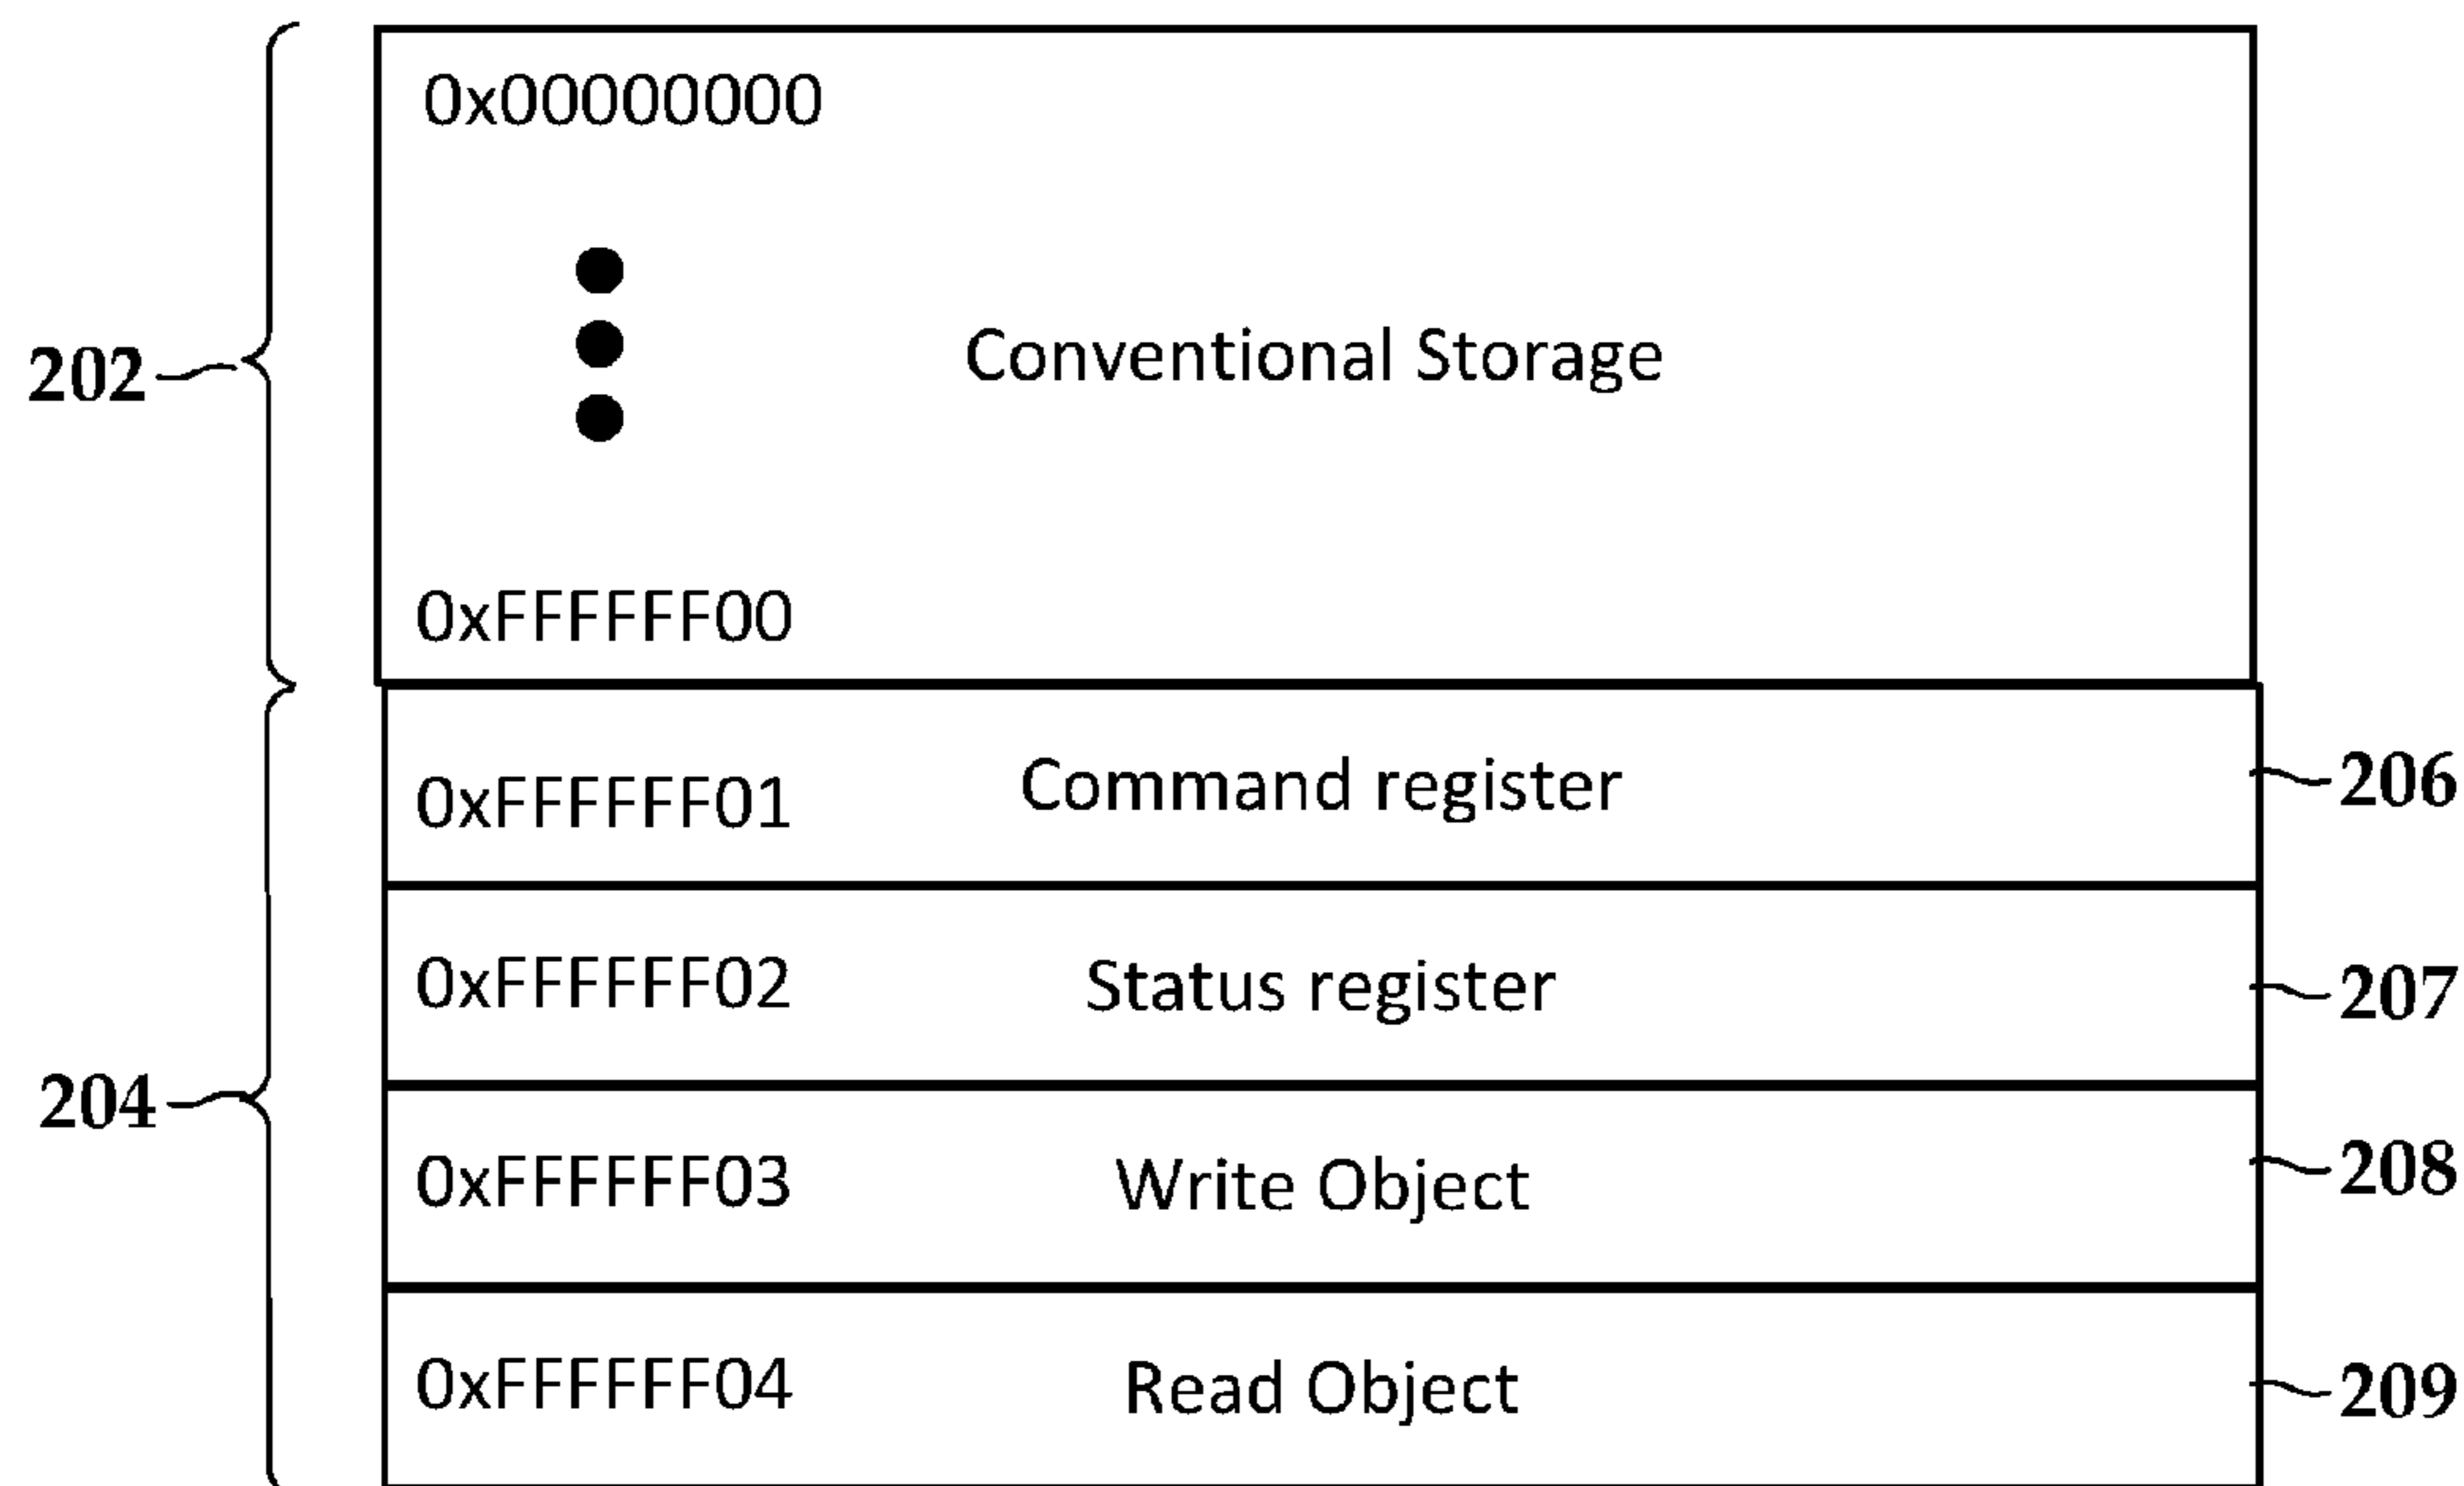 0x00000000
202
Conventional Storage
0xFFFFFF00
0xFFFFFF01
Command register
206
0xFFFFFF02
Status register
207
204
0xFFFFFF03
Write Object
208
0xFFFFFF04
Read Object
209